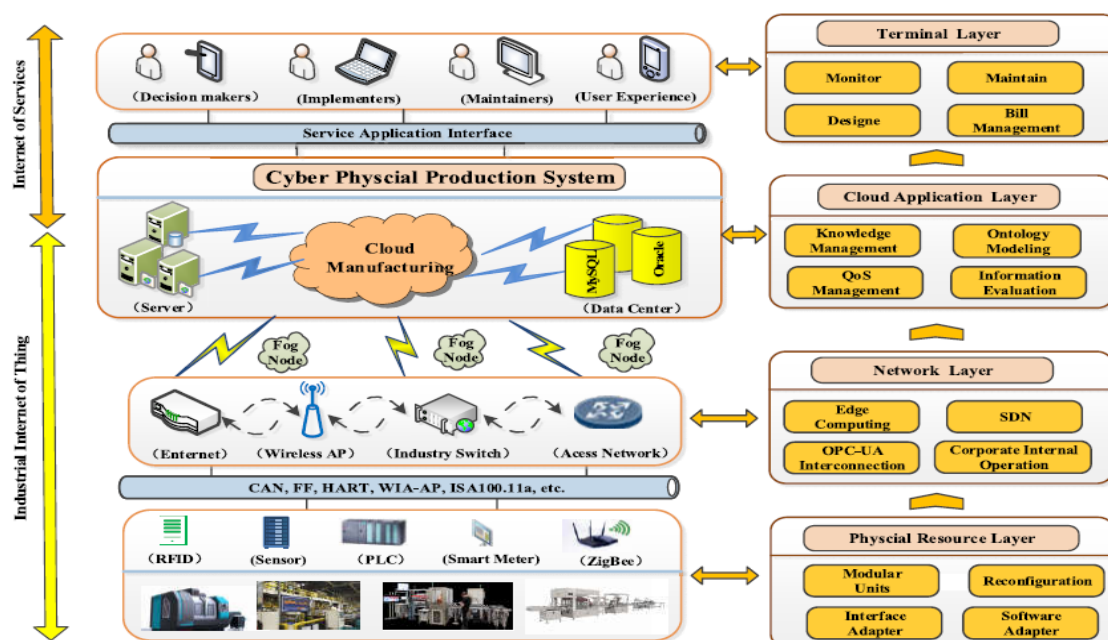 Internet of Services
Industrial Internet of Thing
(Decision makers)
(Implementers)
(Maintainers)
(User Experience)
Service Application Interface
Cyber Physcial Production System
Cloud
Manufacturing
(Server)
MySQL
Oracle
(Data Center)
Fog
Node
Fog
Node
Fog
Node
(Enternet)
(Wireless AP)
(Industry Switch)
(Acess Network)
CAN, FF, HART, WIA-AP, ISA100.11a, etc.
(RFID)
(Sensor)
(PLC)
(Smart Meter)
(ZigBee)
Terminal Layer
Monitor
Maintain
Designe
Bill
Management
Cloud Application Layer
Knowledge
Management
Ontology
Modeling
QoS
Management
Information
Evaluation
Network Layer
Edge
Computing
SDN
OPC-UA
Interconnection
Corporate Internal
Operation
Physcial Resource Layer
Modular
Units
Reconfiguration
Interface
Adapter
Software
Adapter